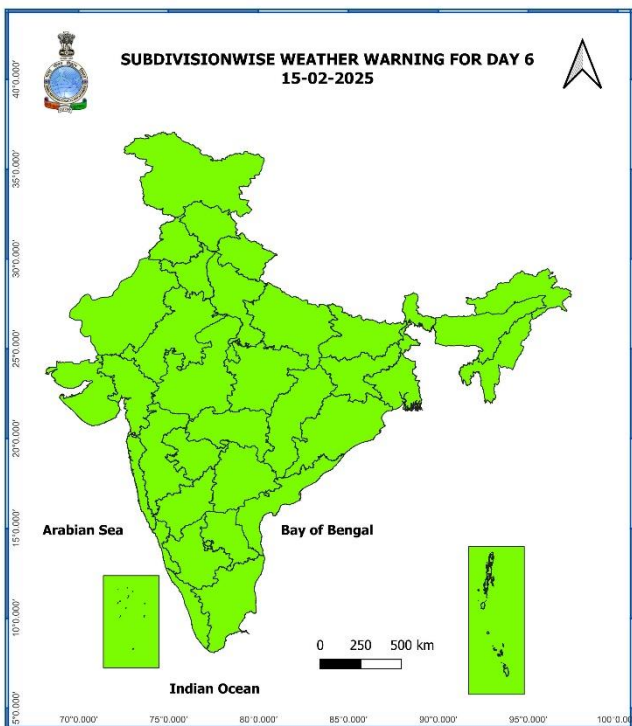 SUBDIVISIONWISE WEATHER WARNING FOR DAY 6
15-02-2025
40°0.000'
35°0.000'
30°0.000'
25°0.000'
20°0.000'
15°0.000'
10°0.000'
5°0.000'
Arabian Sea
Bay of Bengal
0 250 500 km
Indian Ocean
70°0.000' 75°0.000' 80°0.000' 85°0.000' 90°0.000' 95°0.000' 100°0.0